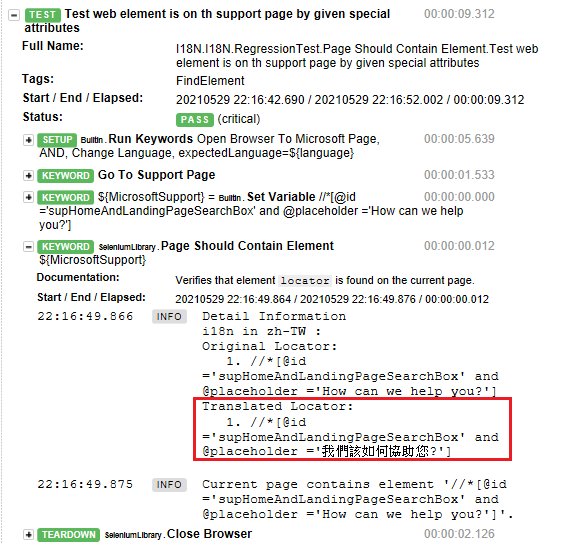 TEST Test web element is on th support page by given special 00:00:09.312
attributes
Full Name: I18N.I18N.RegressionTest.Page Should Contain Element.Test web
element is on th support page by given special attributes
Tags: FindElement
Start / End / Elapsed: 20210529 22:16:42.690 / 20210529 22:16:52.002 / 00:00:09.312
Status: PASS (critical)
SETUP BuiltIn . Run Keywords Open Browser To Microsoft Page, 00:00:05.639
AND, Change Language, expectedLanguage=${language}
KEYWORD Go To Support Page 00:00:01.533
KEYWORD ${MicrosoftSupport} = BuiltIn . Set Variable //*[@id 00:00:00.000
='supHomeAndLandingPageSearchBox' and @placeholder ='How can we help
you?']
KEYWORD SeleniumLibrary . Page Should Contain Element 00:00:00.012
${MicrosoftSupport}
Documentation: Verifies that element locator is found on the current page.
Start / End / Elapsed: 20210529 22:16:49.864 / 20210529 22:16:49.876 / 00:00:00.012
22:16:49.866 INFO Detail Information
i18n in zh-TW :
Original Locator:
1. //*[@id
='supHomeAndLandingPageSearchBox' and
@placeholder ='How can we help you?']
Translated Locator:
1. //*[@id
='supHomeAndLandingPageSearchBox' and
@placeholder ='我們該如何協助您?']
22:16:49.875 INFO Current page contains element '//*[@id
='supHomeAndLandingPageSearchBox' and
@placeholder ='How can we help you?']'.
TEARDOWN SeleniumLibrary . Close Browser 00:00:02.126